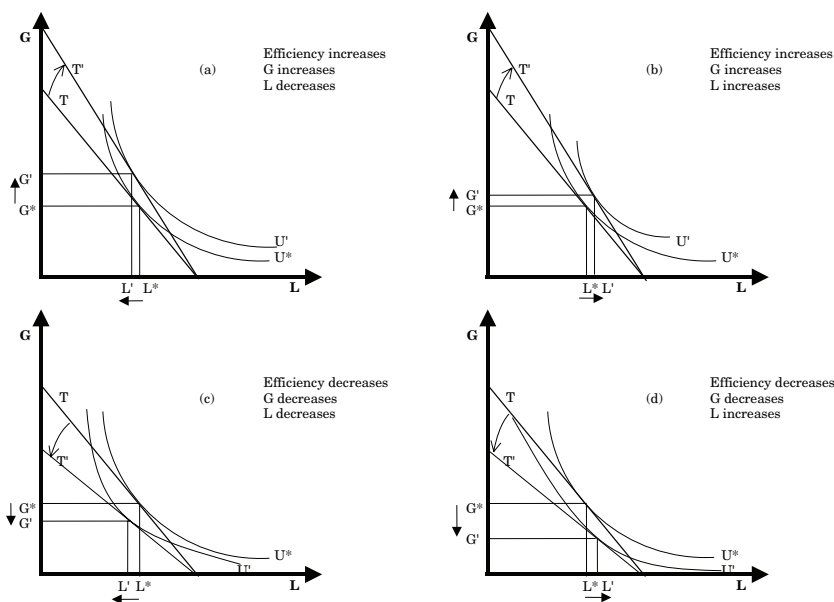 G
T'
T
(a)
Efficiency increases
G increases
L decreases
G'
G*
U'
U*
L' L*
L
G
T'
T
(b)
Efficiency increases
G increases
L increases
G'
G*
U'
U*
L* L'
L
G
T
T'
(c)
Efficiency decreases
G decreases
L decreases
G*
G'
U*
U'
L' L*
L
G
T
T'
(d)
Efficiency decreases
G decreases
L increases
G*
G'
U*
U'
L* L'
L